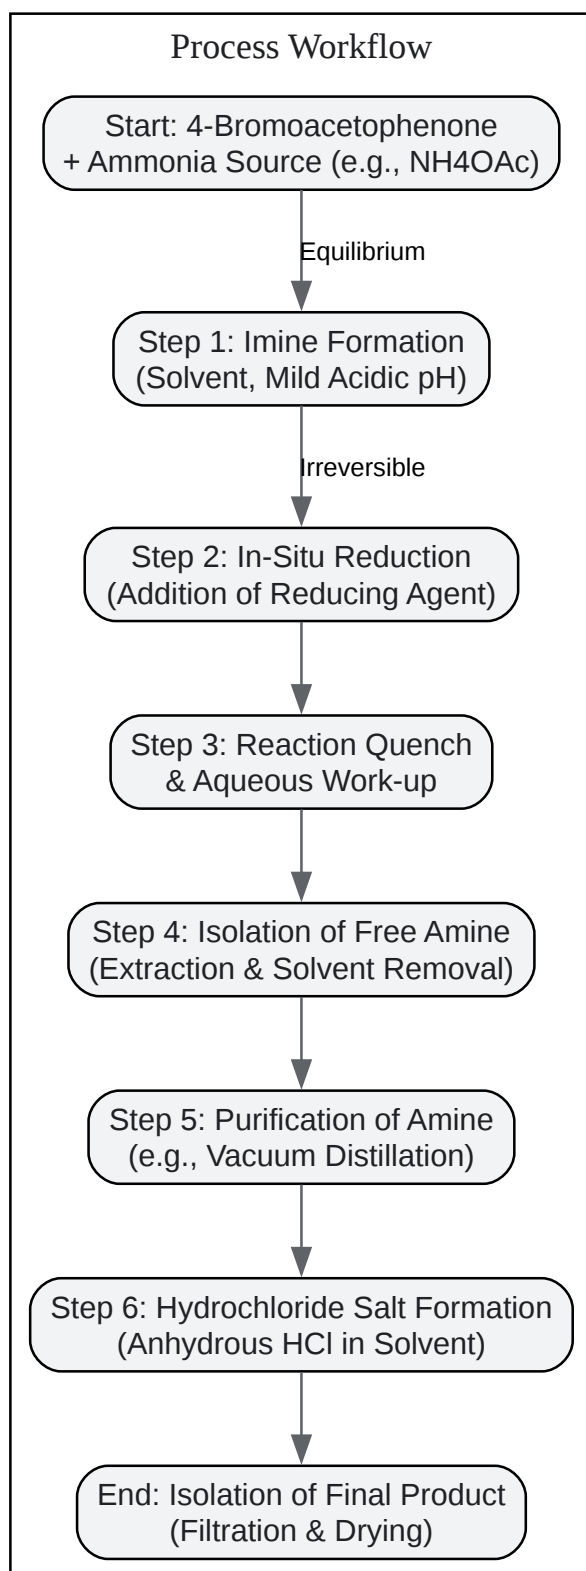 Process Workflow
Start: 4-Bromoacetophenone
+ Ammonia Source (e.g., NH4OAc)
Equilibrium
Step 1: Imine Formation
(Solvent, Mild Acidic pH)
Irreversible
Step 2: In-Situ Reduction
(Addition of Reducing Agent)
Step 3: Reaction Quench
& Aqueous Work-up
Step 4: Isolation of Free Amine
(Extraction & Solvent Removal)
Step 5: Purification of Amine
(e.g., Vacuum Distillation)
Step 6: Hydrochloride Salt Formation
(Anhydrous HCl in Solvent)
End: Isolation of Final Product
(Filtration & Drying)